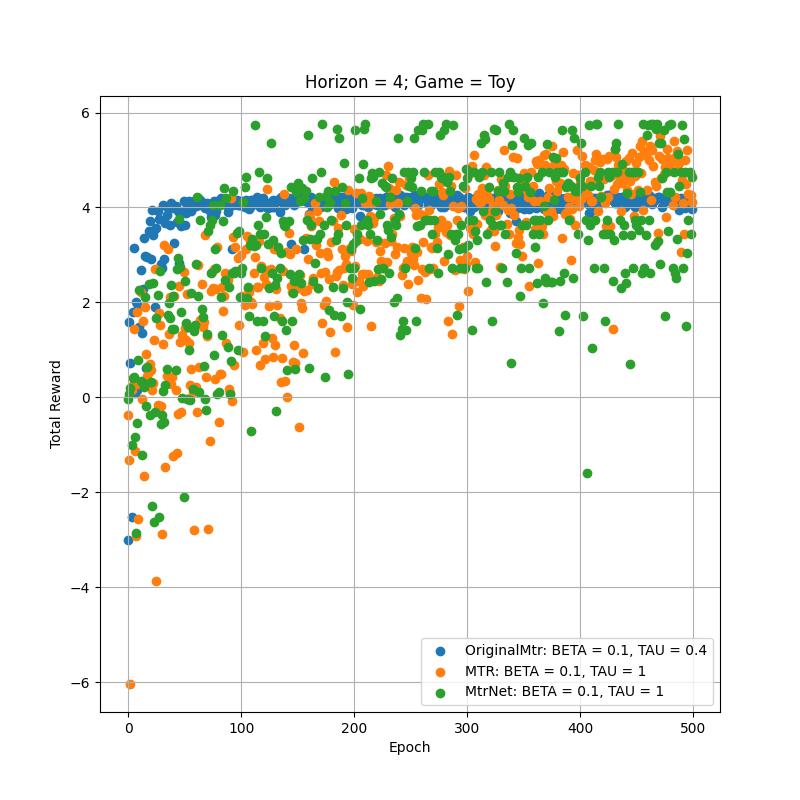 Horizon = 4; Game = Toy
6
4
2
0
−2
−4
−6
Total Reward
0 100 200 300 400 500
Epoch
OriginalMtr: BETA = 0.1, TAU = 0.4
MTR: BETA = 0.1, TAU = 1
MtrNet: BETA = 0.1, TAU = 1